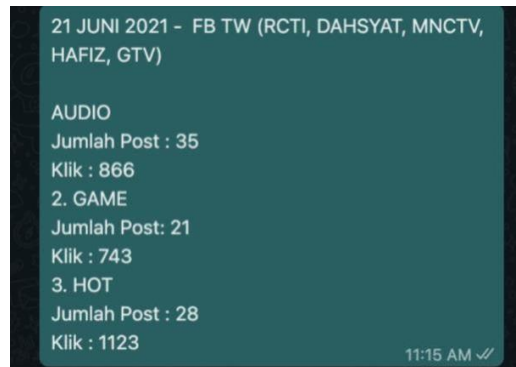 21 JUNI 2021 - FB TW (RCTI, DAHSYAT, MNCTV,
HAFIZ, GTV)
AUDIO
Jumlah Post : 35
Klik : 866
2. GAME
Jumlah Post: 21
Klik : 743
3. HOT
Jumlah Post : 28
Klik : 1123
11:15 AM